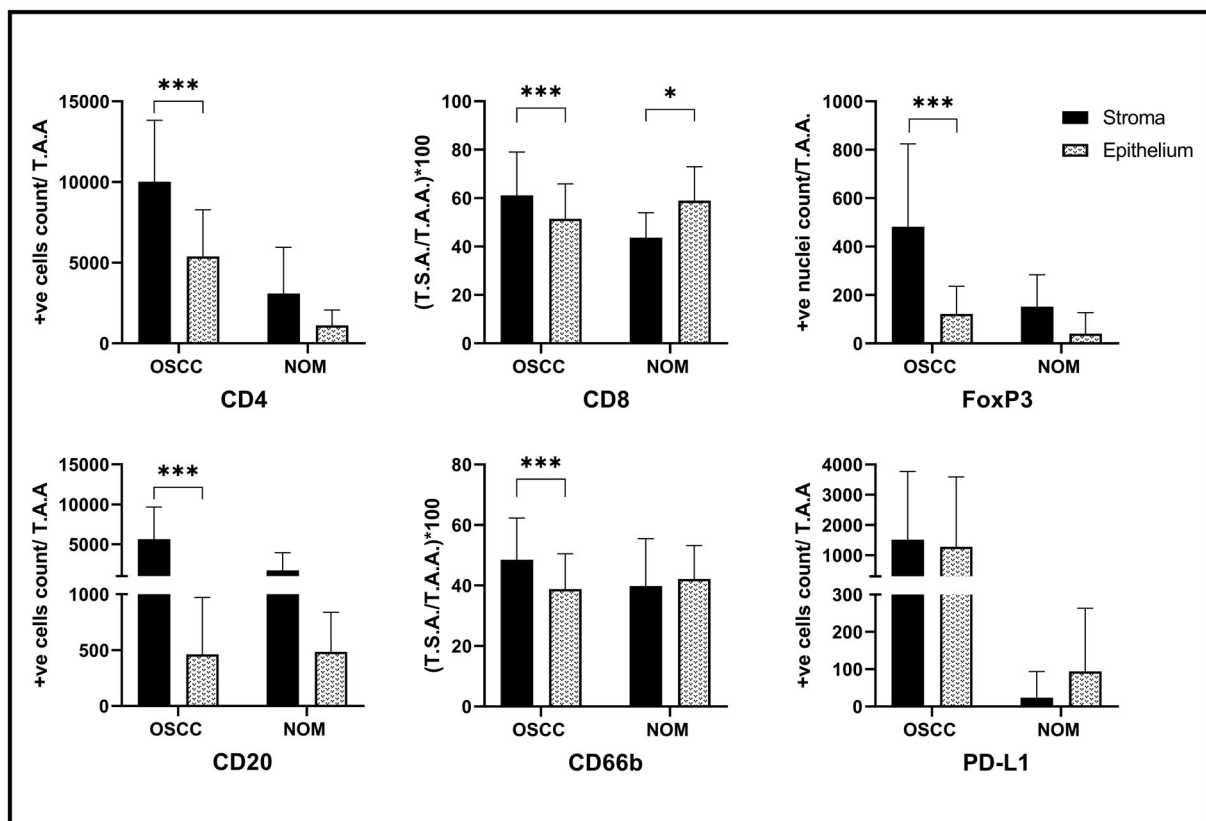 ***
15000
10000
5000
0
+ve cells count/ T.A.A
OSCC NOM
CD4
*** *
100
80
60
40
20
0
(T.S.A./T.A.A.)*100
OSCC NOM
CD8
***
1000
800
600
400
200
0
+ve nuclei count/T.A.A.
OSCC NOM
FoxP3
Stroma
Epithelium
***
15000
10000
5000
1000
500
0
+ve cells count/ T.A.A
OSCC NOM
CD20
***
80
60
40
20
0
(T.S.A./T.A.A.)*100
OSCC NOM
CD66b
4000
3000
2000
1000
300
200
100
0
+ve cells count/ T.A.A
OSCC NOM
PD-L1